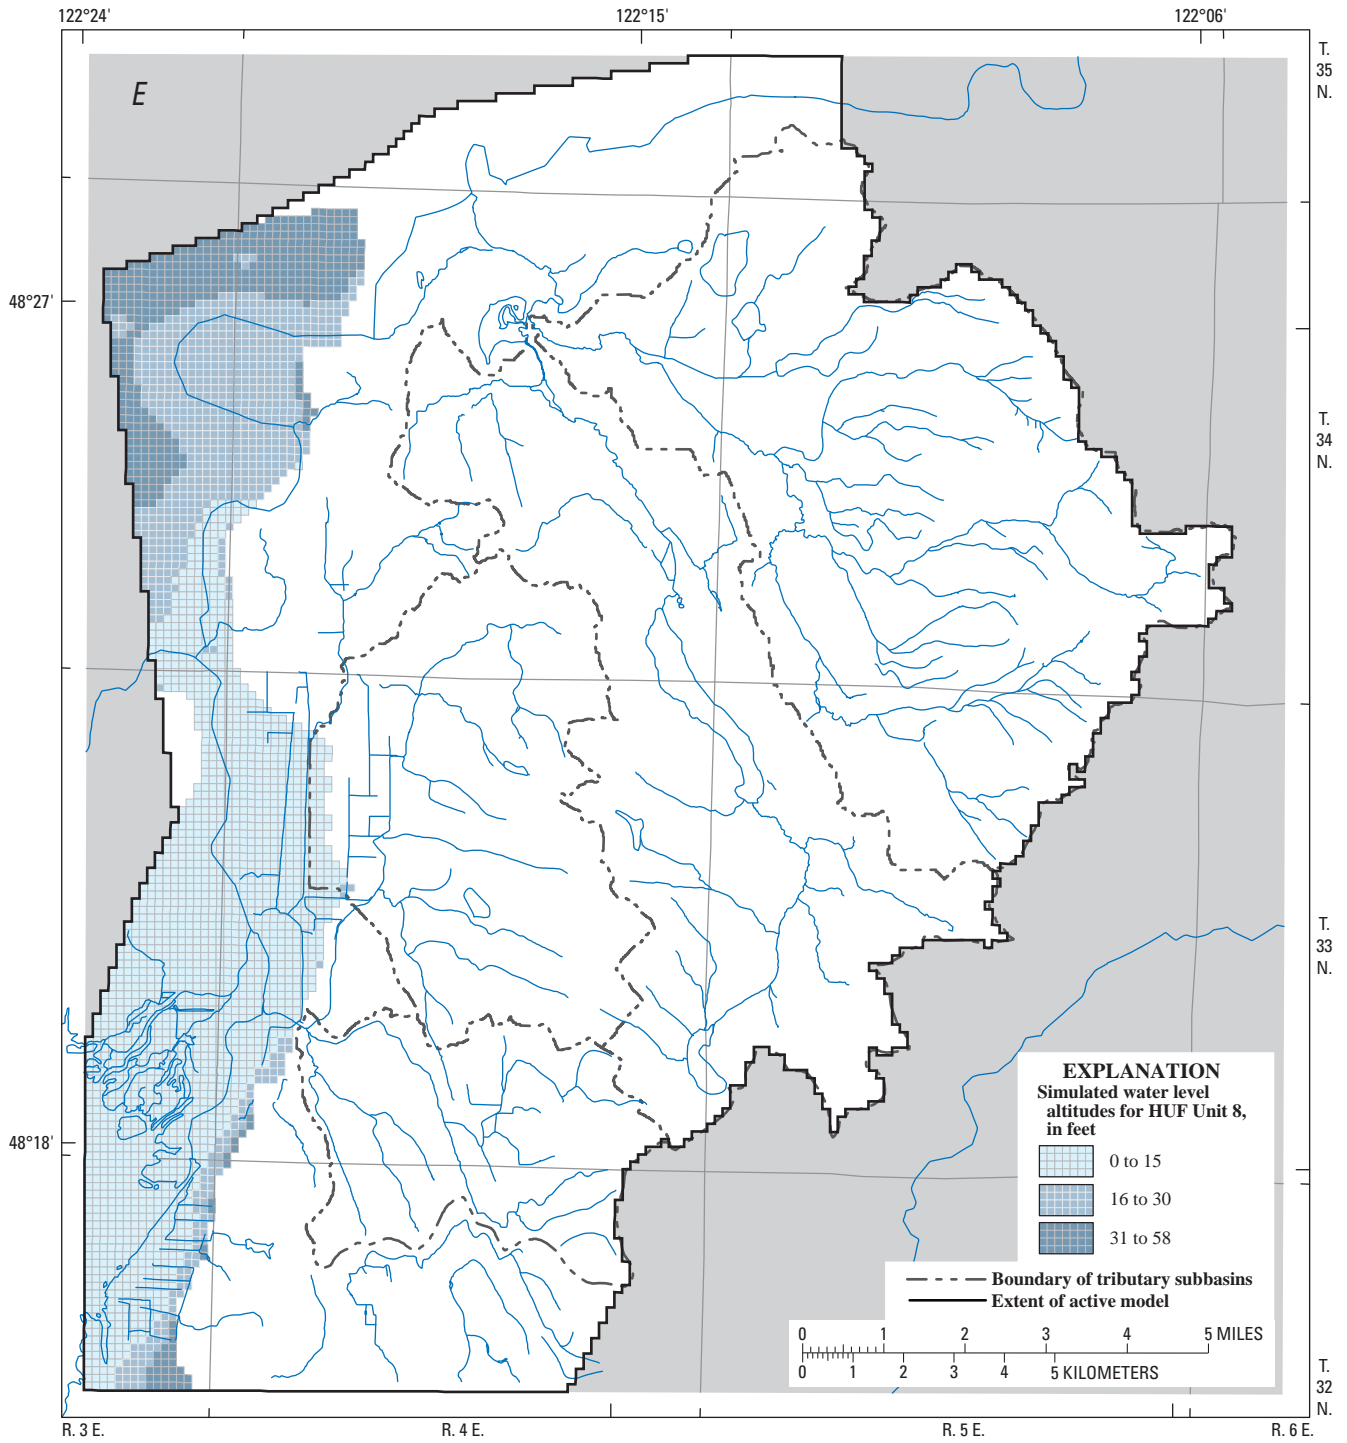 122°24' 122°15' 122°06'
T.
35
N.
E
48°27'
T.
34
N.
T.
33
N.
48°18'
EXPLANATION
Simulated water level
altitudes for HUF Unit 8,
in feet
0 to 15
16 to 30
31 to 58
Boundary of tributary subbasins
Extent of active model
0 1 2 3 4 5 MILES
0 1 2 3 4 5 KILOMETERS
T.
32
N.
R. 3 E. R. 4 E. R. 5 E. R. 6 E.